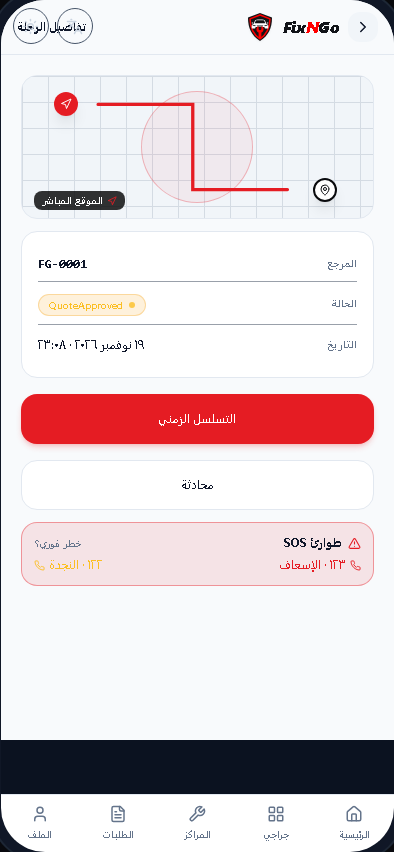 FixNGo
تفاصيل الرحلة
الموقع المباشر
المرجع
FG-0001
الحالة
QuoteApproved
التاريخ
١٩ نوفمبر ٢٠٢٦ · ٢٣:٠٨
التسلسل الزمني
محادثة
طوارئ SOS
خطر فوري؟
١٢٣ · الإسعاف
١٢٢ · النجدة
الرئيسية
جراجي
المراكز
الطلبات
الملف